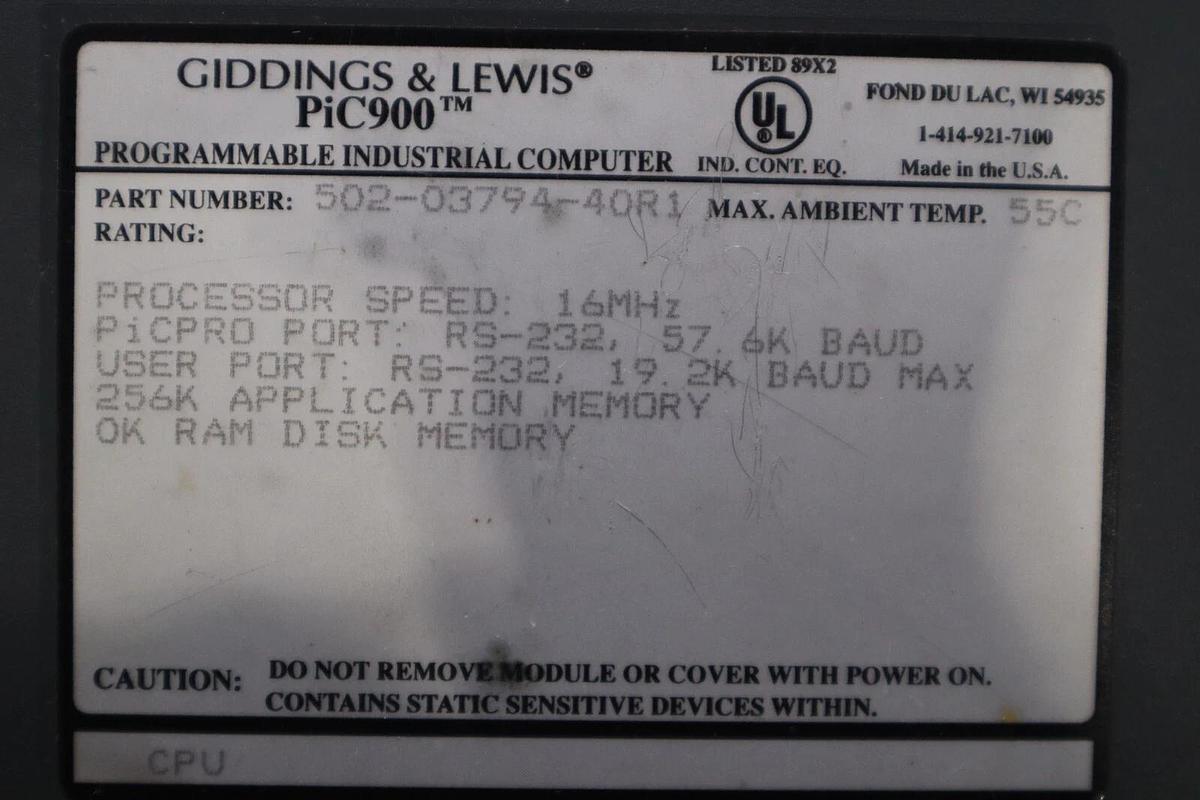 GIDDINGS & LEWIS®
PiC900™
PROGRAMMABLE INDUSTRIAL COMPUTER
LISTED 89X2
UL®
IND. CONT. EQ.
FOND DU LAC, WI 54935
1-414-921-7100
Made in the U.S.A.
PART NUMBER: 502-03794-40R1 MAX. AMBIENT TEMP. 55C
RATING:
PROCESSOR SPEED: 16MHz
PiCPRO PORT: RS-232, 57.6K BAUD
USER PORT: RS-232, 19.2K BAUD MAX
256K APPLICATION MEMORY
0K RAM DISK MEMORY
CAUTION: DO NOT REMOVE MODULE OR COVER WITH POWER ON.
CONTAINS STATIC SENSITIVE DEVICES WITHIN.
CPU